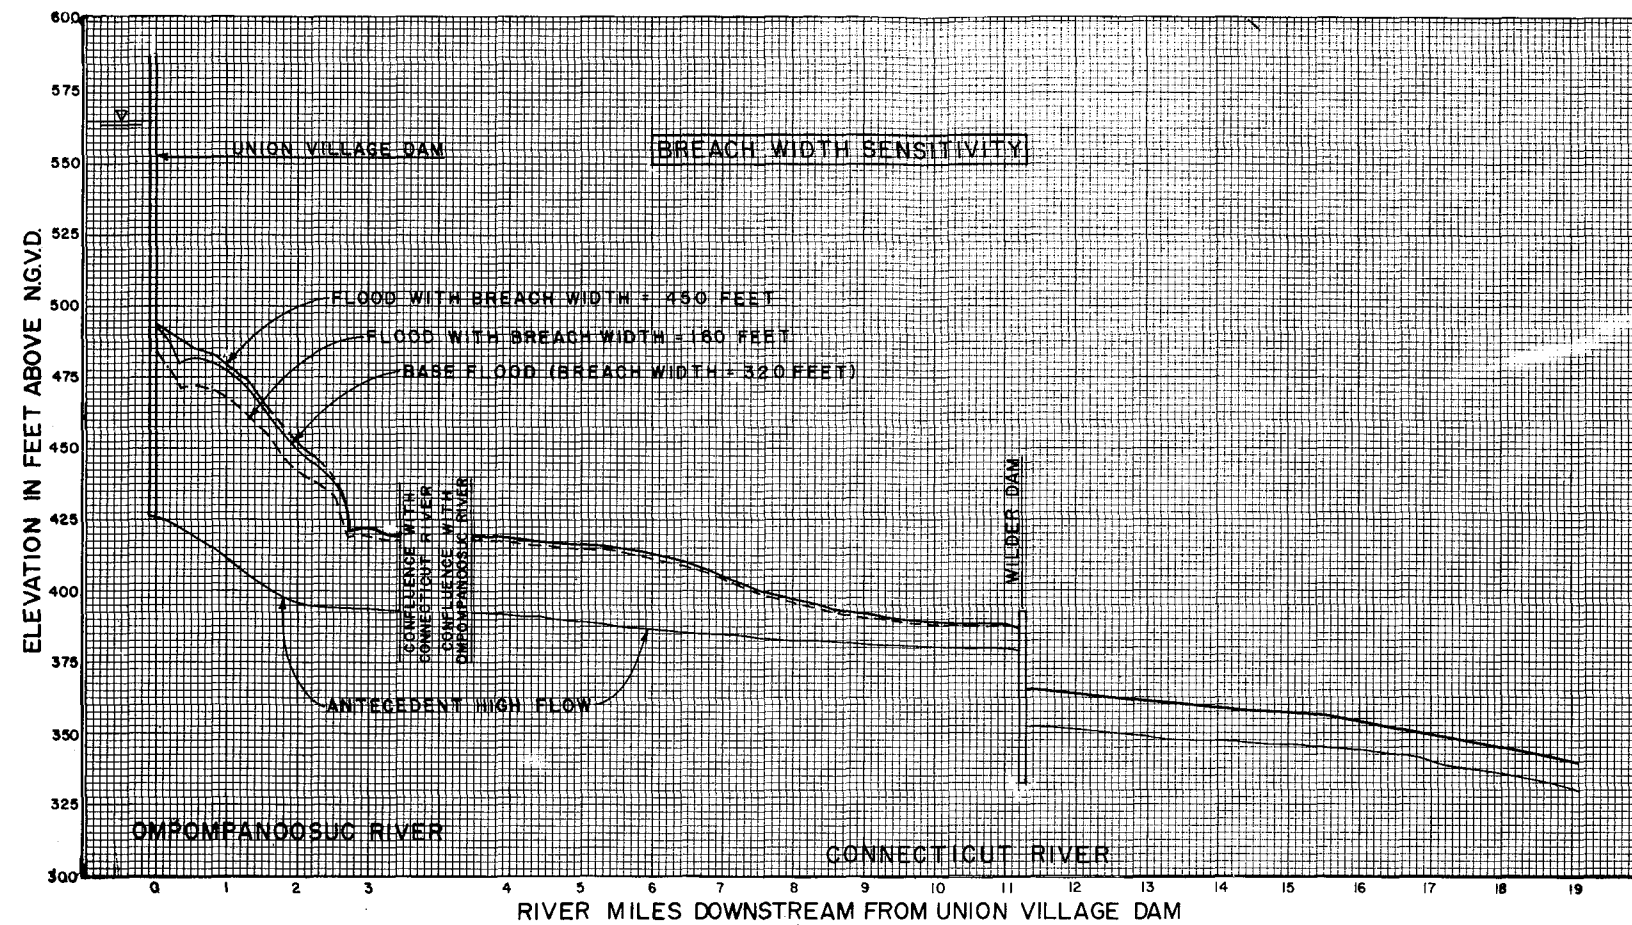 600
575
550
525
500
475
450
425
400
375
350
325
300
ELEVATION IN FEET ABOVE N.G.V.D.
UNION VILLAGE DAM
BREACH WIDTH SENSITIVITY
FLOOD WITH BREACH WIDTH = 450 FEET
FLOOD WITH BREACH WIDTH = 160 FEET
BASE FLOOD (BREACH WIDTH = 320 FEET)
CONFLUENCE WITH
CONNECTICUT RIVER
CONFLUENCE WITH
OMPOMPANOOSUC RIVER
WILDER DAM
ANTECEDENT HIGH FLOW
OMPOMPANOOSUC RIVER
CONNECTICUT RIVER
0 1 2 3 4 5 6 7 8 9 10 11 12 13 14 15 16 17 18 19
RIVER MILES DOWNSTREAM FROM UNION VILLAGE DAM